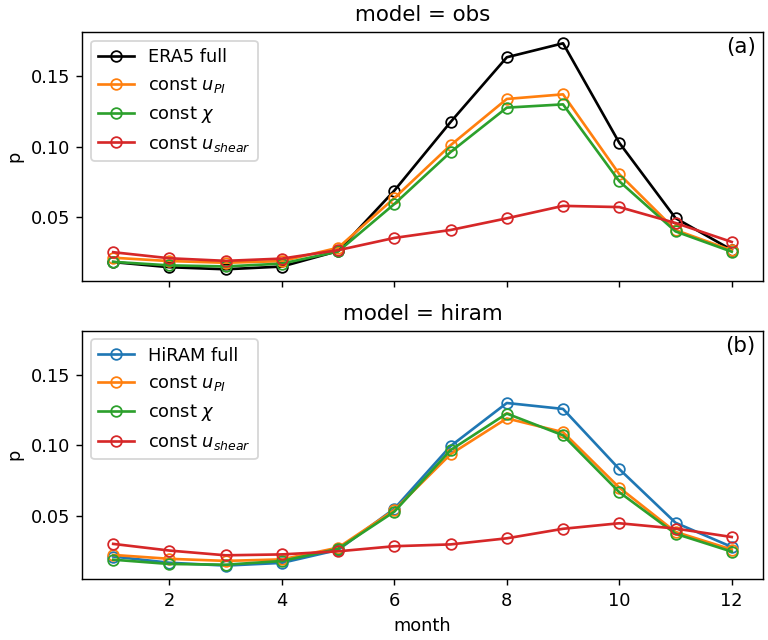 model = obs
(a)
ERA5 full
const u_PI
const χ
const u_shear
0.15
0.10
0.05
p
model = hiram
(b)
HiRAM full
const u_PI
const χ
const u_shear
0.15
0.10
0.05
p
2 4 6 8 10 12
month